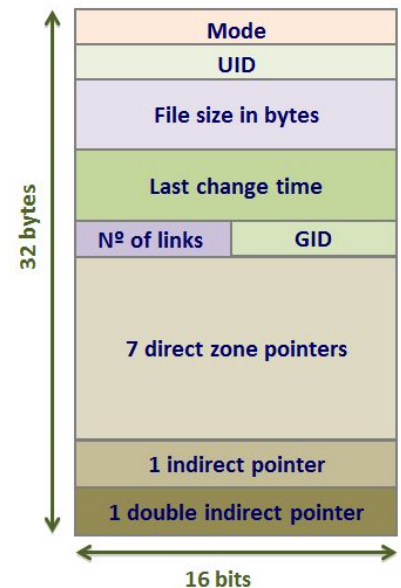 Mode
UID
File size in bytes
Last change time
Nº of links
GID
7 direct zone pointers
1 indirect pointer
1 double indirect pointer
32 bytes
16 bits